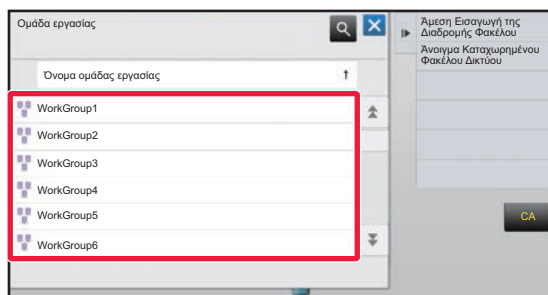 Ομάδα εργασίας
Όνομα ομάδας εργασίας
WorkGroup1
WorkGroup2
WorkGroup3
WorkGroup4
WorkGroup5
WorkGroup6
Άμεση Εισαγωγή της
Διαδρομής Φακέλου
Άνοιγμα Καταχωρημένου
Φακέλου Δικτύου
CA